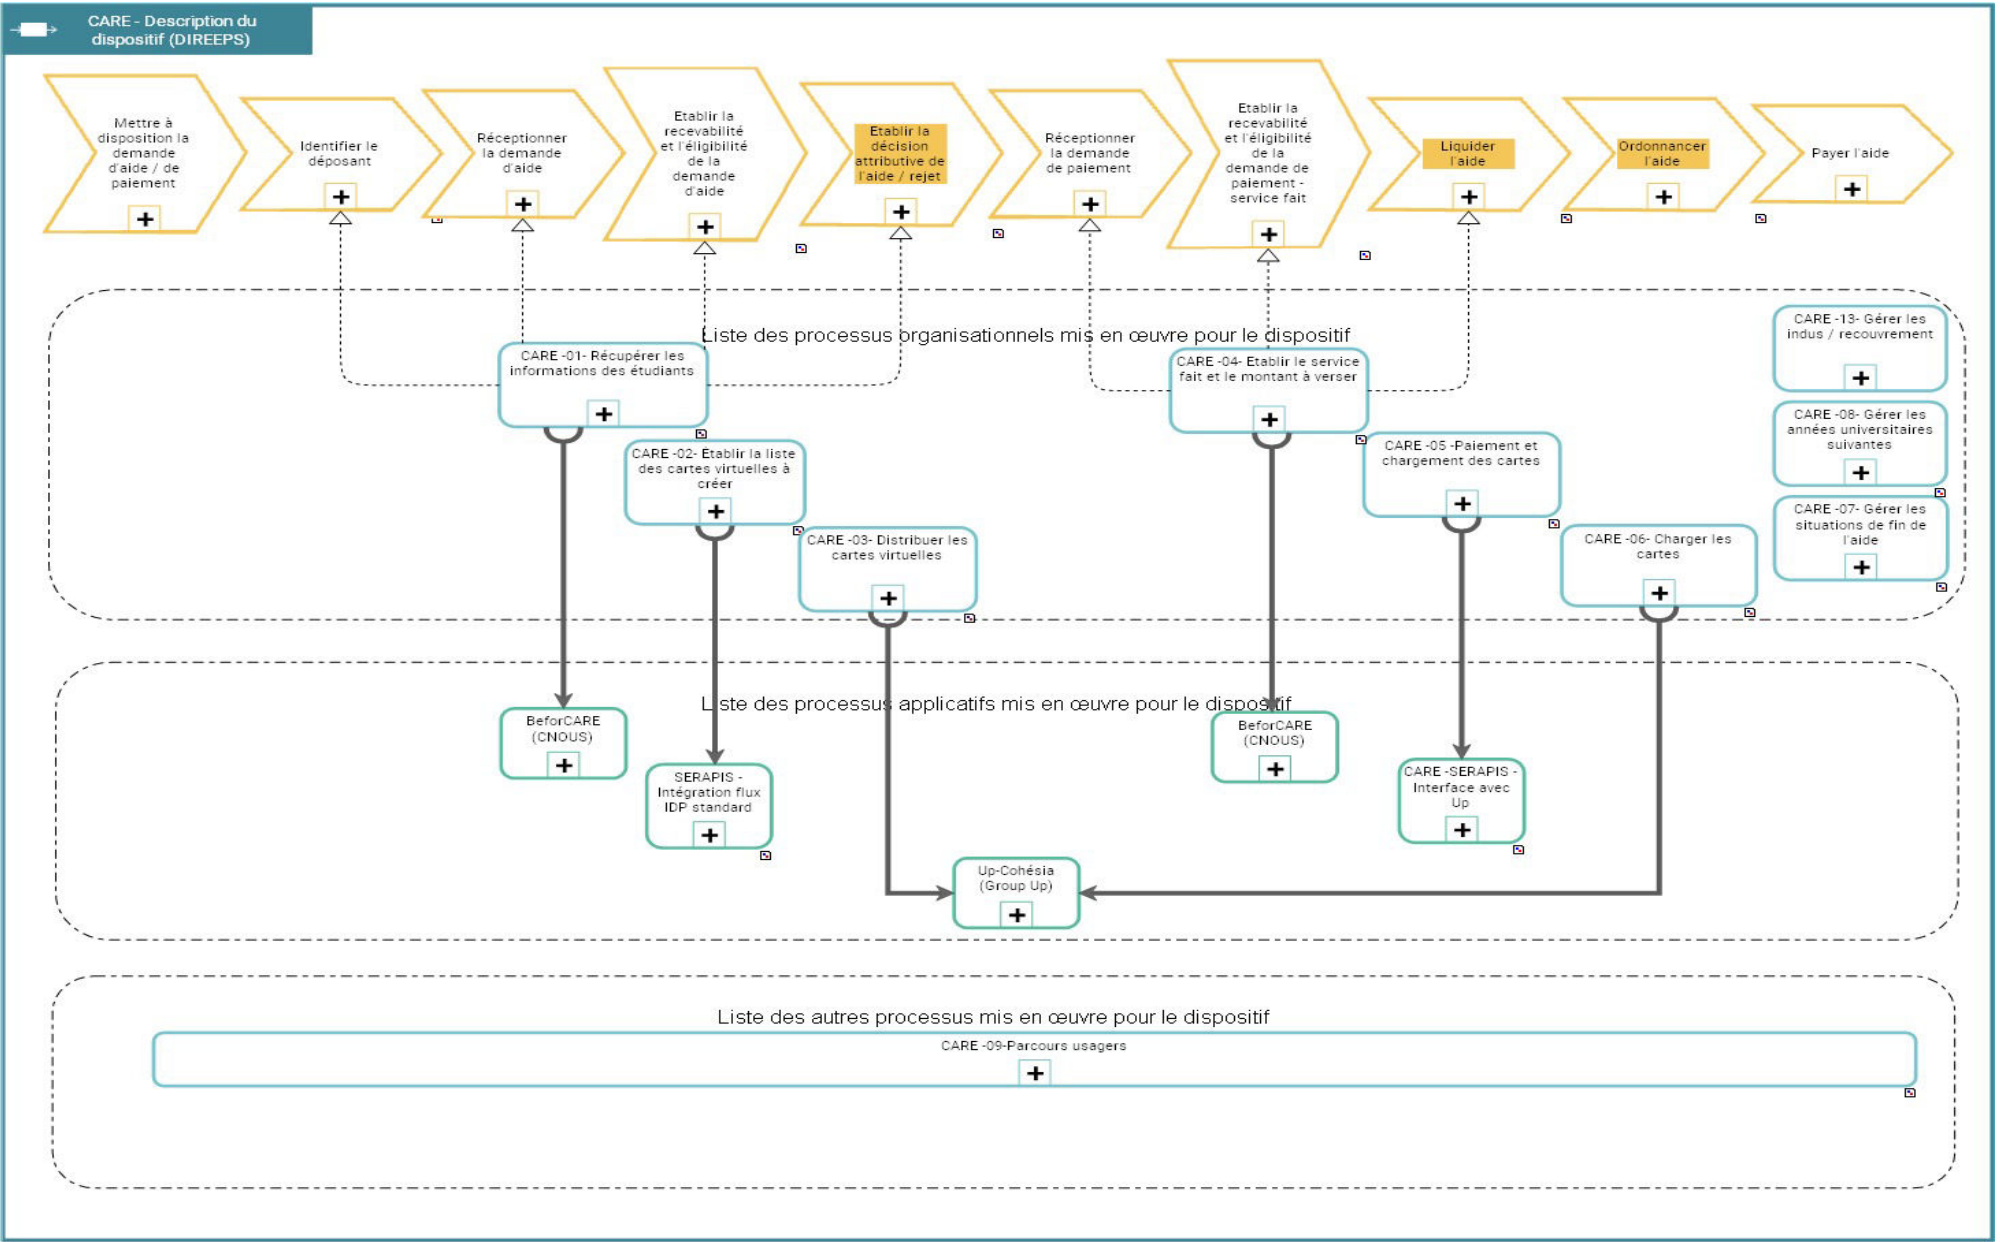 CARE - Description du
dispositif (DIREEPS)
Mettre à
disposition la
demande
d'aide / de
paiement
Identifier le
déposant
Réceptionner
la demande
d'aide
Etablir la
recevabilité
et l'éligibilité
de la
demande
d'aide
Etablir la
décision
attributive de
l'aide / rejet
Réceptionner
la demande
de paiement
Etablir la
recevabilité
et l'éligibilité
de la
demande de
paiement -
service fait
Liquider
l'aide
Ordonnancer
l'aide
Payer l'aide
Liste des processus organisationnels mis en œuvre pour le dispositif
CARE -01- Récupérer les
informations des étudiants
CARE -02- Établir la liste
des cartes virtuelles à
créer
CARE -03- Distribuer les
cartes virtuelles
CARE -04- Etablir le service
fait et le montant à verser
CARE -05 -Paiement et
chargement des cartes
CARE -06- Charger les
cartes
CARE -13- Gérer les
indus / recouvrement
CARE -08- Gérer les
années universitaires
suivantes
CARE -07- Gérer les
situations de fin de
l'aide
Liste des processus applicatifs mis en œuvre pour le dispositif
BeforCARE
(CNOUS)
SERAPIS -
Intégration flux
IDP standard
Up-Cohésia
(Group Up)
BeforCARE
(CNOUS)
CARE -SERAPIS -
Interface avec
Up
Liste des autres processus mis en œuvre pour le dispositif
CARE -09-Parcours usagers